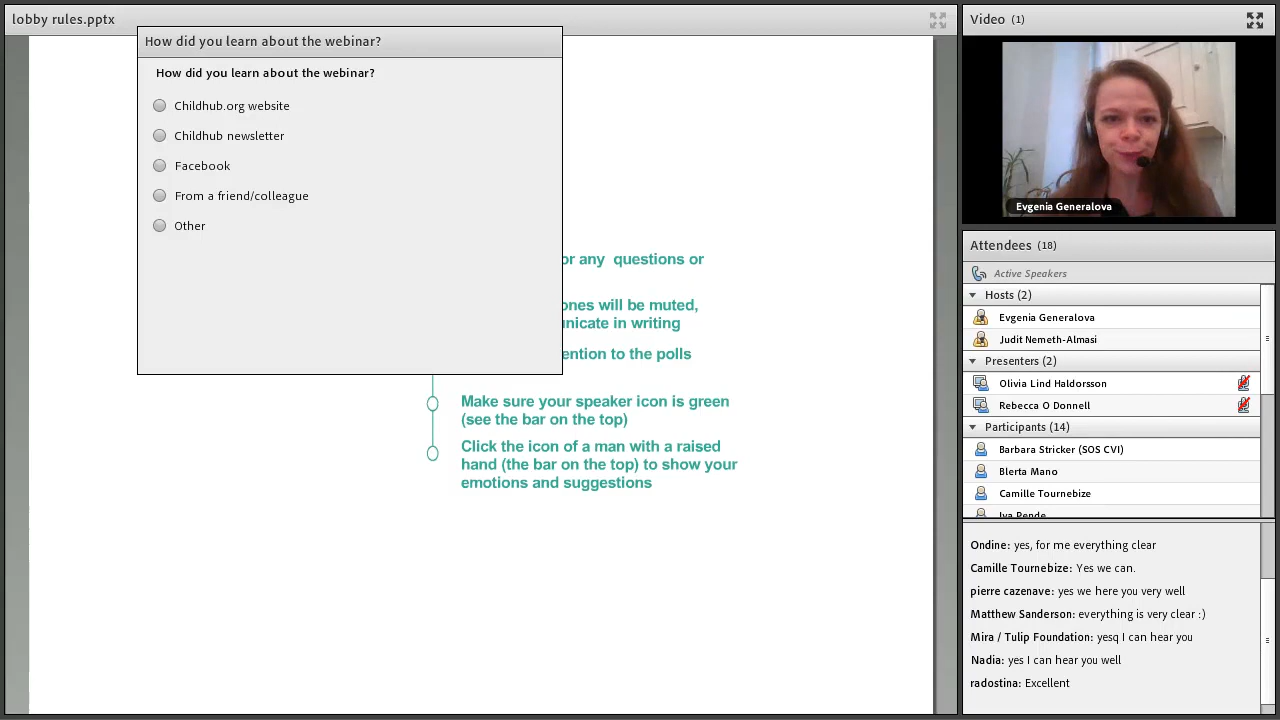 lobby rules.pptx
How did you learn about the webinar?
How did you learn about the webinar?
Childhub.org website
Childhub newsletter
Facebook
From a friend/colleague
Other
or any questions or
ones will be muted,
nicate in writing
ention to the polls
Make sure your speaker icon is green
(see the bar on the top)
Click the icon of a man with a raised
hand (the bar on the top) to show your
emotions and suggestions
Video (1)
Evgenia Generalova
Attendees (18)
Active Speakers
Hosts (2)
Evgenia Generalova
Judit Nemeth-Almasi
Presenters (2)
Olivia Lind Haldorsson
Rebecca O Donnell
Participants (14)
Barbara Stricker (SOS CVI)
Blerta Mano
Camille Tournebize
Iva Pende
Ondine: yes, for me everything clear
Camille Tournebize: Yes we can.
pierre cazenave: yes we here you very well
Matthew Sanderson: everything is very clear :)
Mira / Tulip Foundation: yesq I can hear you
Nadia: yes I can hear you well
radostina: Excellent